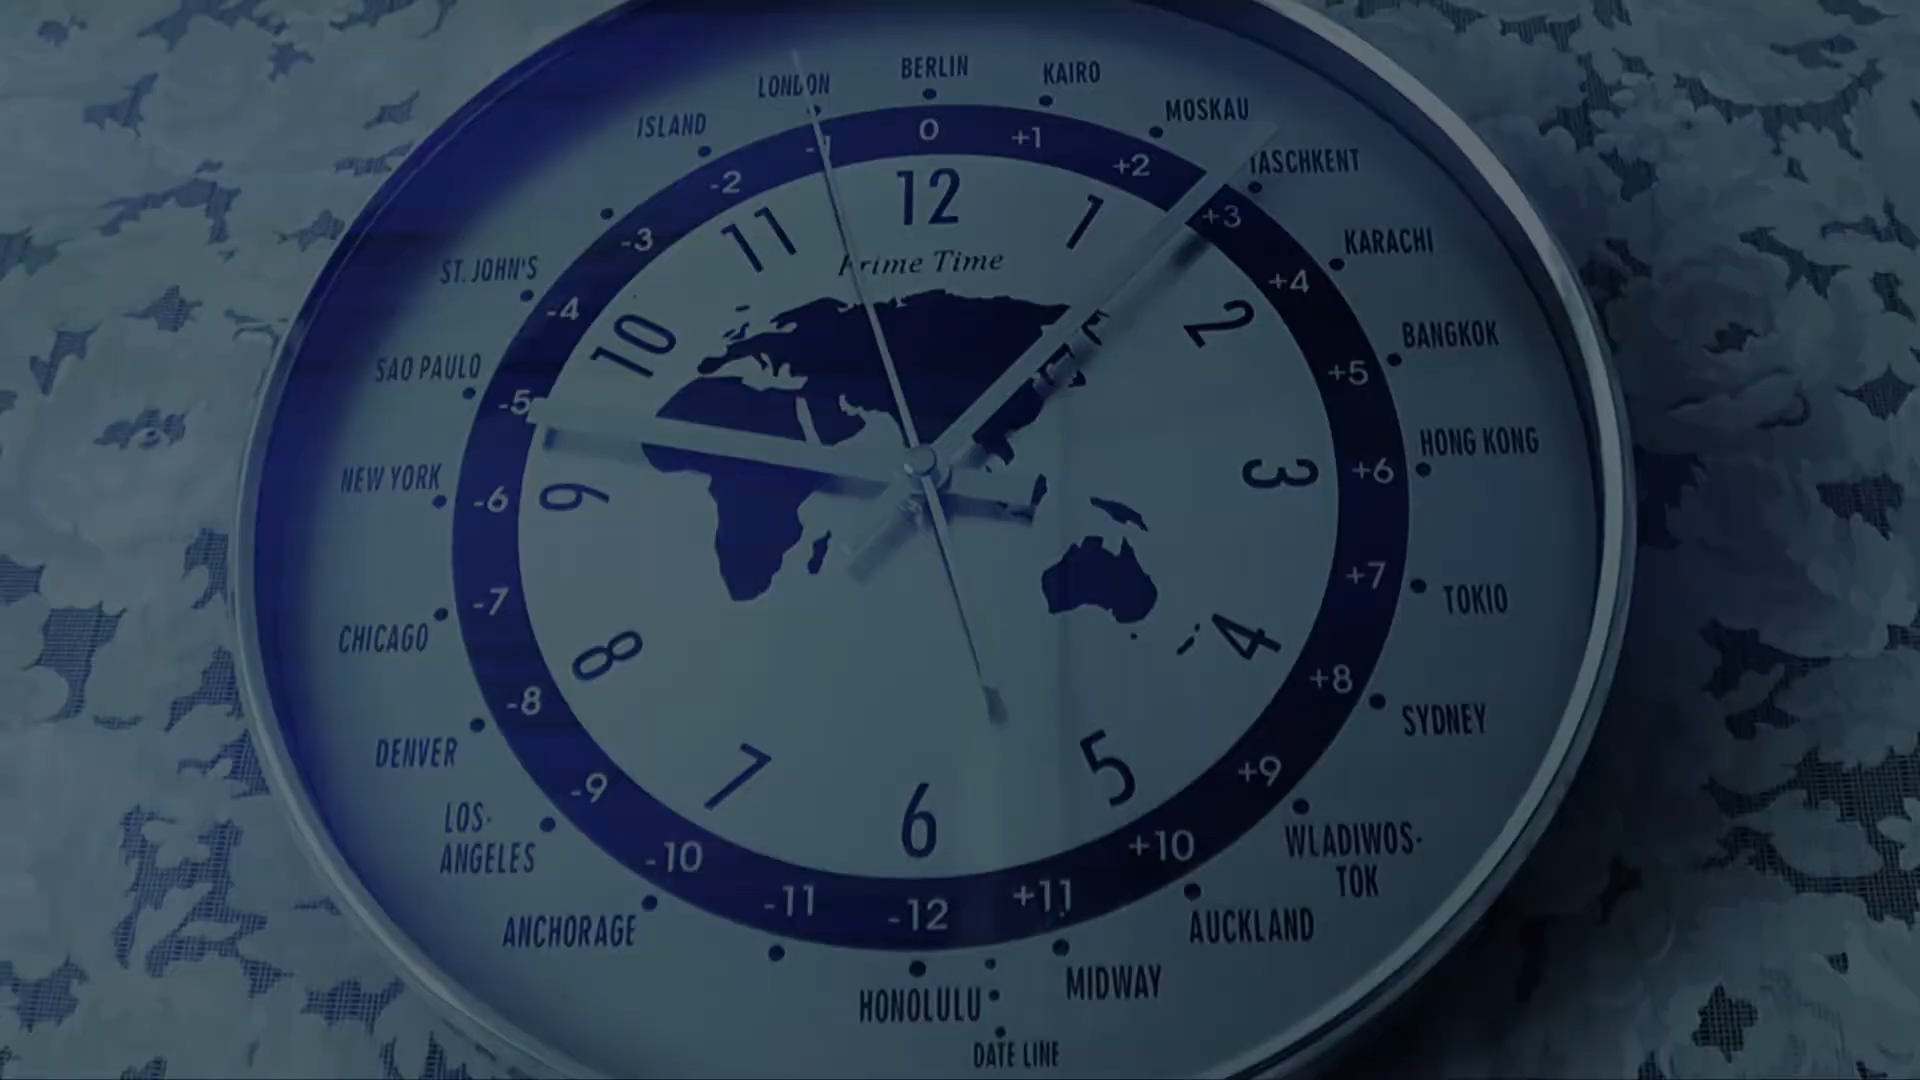 BERLIN
KAIRO
MOSKAU
TASCHKENT
KARACHI
BANGKOK
HONG KONG
TOKIO
SYDNEY
WLADIWOS-
TOK
AUCKLAND
MIDWAY
DATE LINE
HONOLULU
ANCHORAGE
LOS-
ANGELES
DENVER
CHICAGO
NEW YORK
SAO PAULO
ST. JOHN'S
ISLAND
LONDON
0
+1
+2
+3
+4
+5
+6
+7
+8
+9
+10
+11
-12
-11
-10
-9
-8
-7
-6
-5
-4
-3
-2
-1
12
1
2
3
4
5
6
7
8
9
10
11
Prime Time